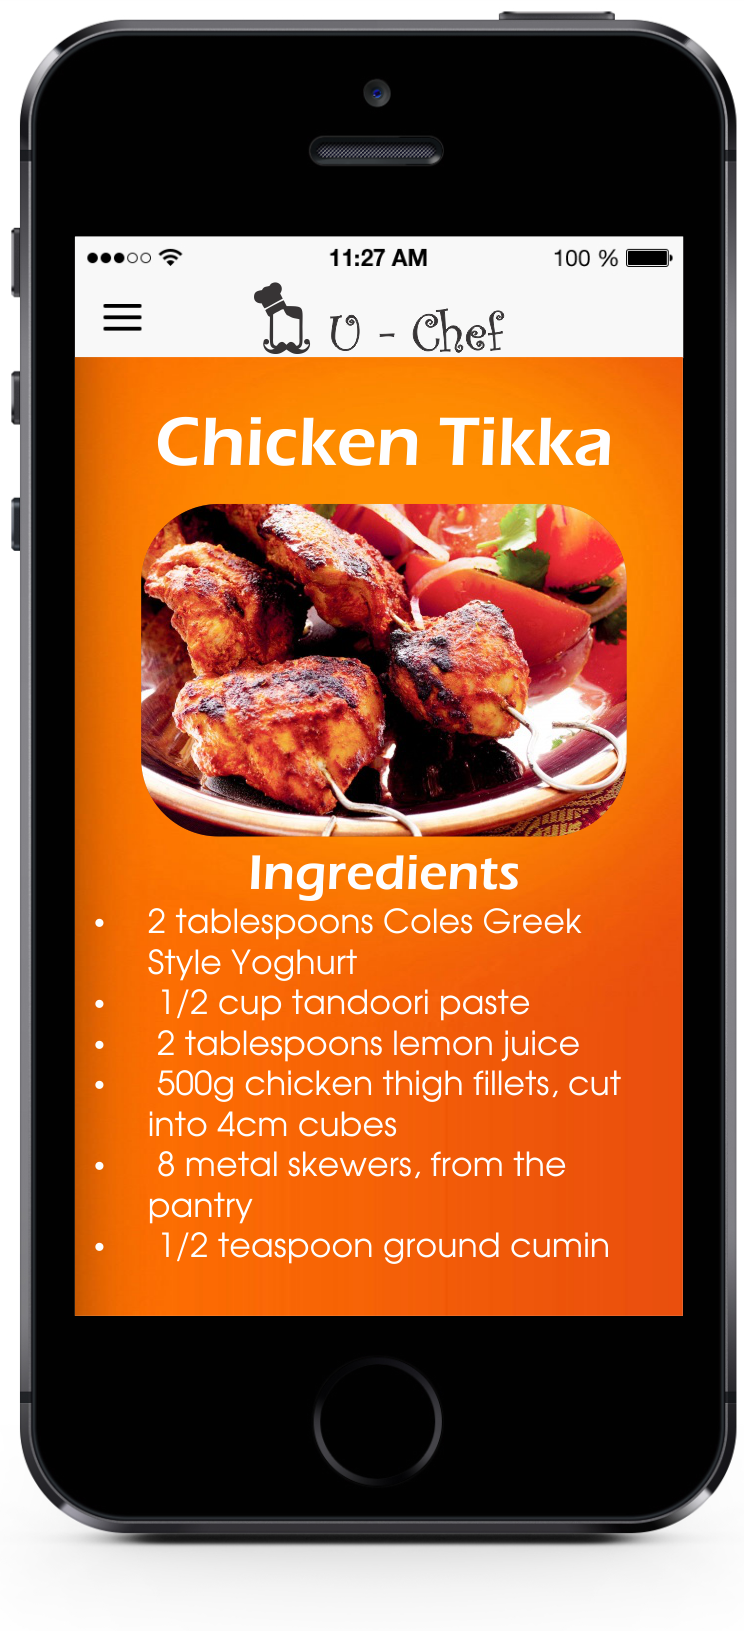 11:27 AM
100 %
U - Chef
Chicken Tikka
Ingredients
• 2 tablespoons Coles Greek
Style Yoghurt
• 1/2 cup tandoori paste
• 2 tablespoons lemon juice
• 500g chicken thigh fillets, cut
into 4cm cubes
• 8 metal skewers, from the
pantry
• 1/2 teaspoon ground cumin